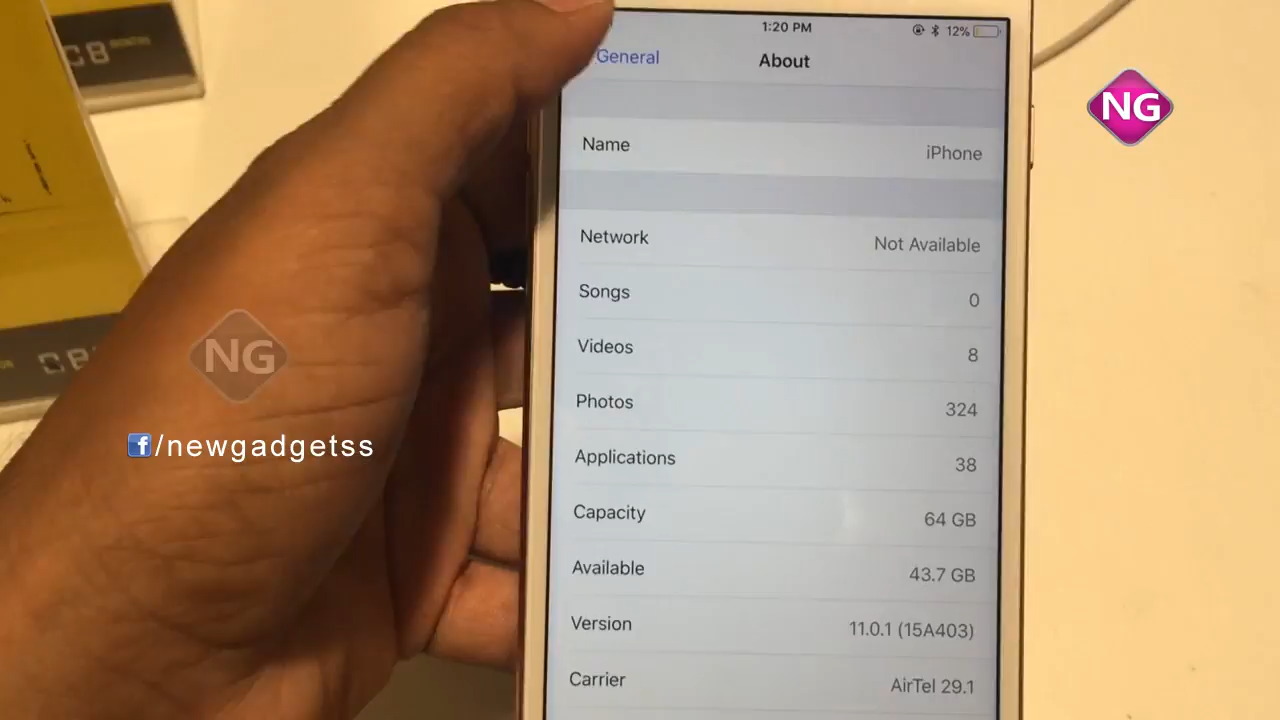 1:20 PM
12%
General
About
Name
iPhone
Network
Not Available
Songs
0
Videos
8
Photos
324
Applications
38
Capacity
64 GB
Available
43.7 GB
Version
11.0.1 (15A403)
Carrier
AirTel 29.1
NG
NG
f/newgadgetss